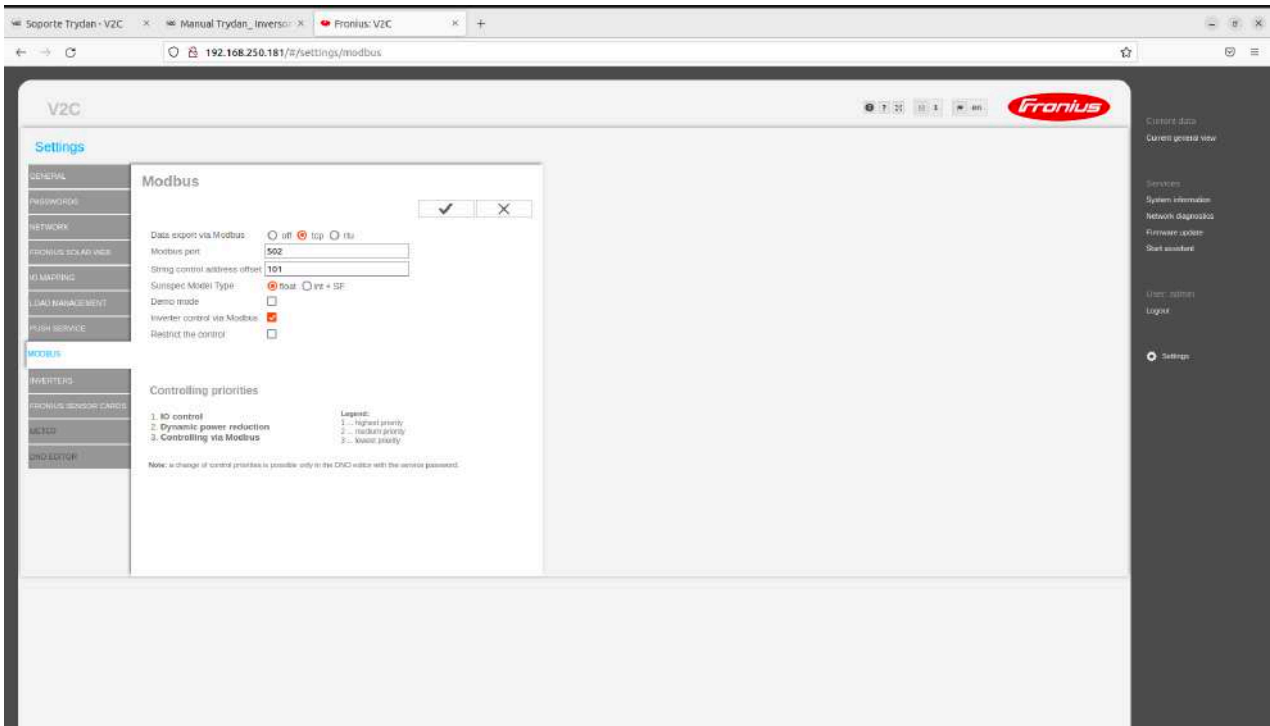 Soporte Trydan - V2C
Manual Trydan_ Inversor
Fronius: V2C
192.168.250.181/#/settings/modbus
V2C
en
Fronius
Settings
GENERAL
PASSWORDS
NETWORK
FRONIUS SOLAR.WEB
IO MAPPING
LOAD MANAGEMENT
PUSH SERVICE
MODBUS
INVERTERS
FRONIUS SENSOR CARDS
METER
DNO EDITOR
Modbus
Data export via Modbus off tcp rtu
Modbus port 502
String control address offset 101
Sunspec Model Type float int + SF
Demo mode
Inverter control via Modbus
Restrict the control
Controlling priorities
1. IO control
2. Dynamic power reduction
3. Controlling via Modbus
Legend:
1 ... highest priority
2 ... medium priority
3 ... lowest priority
Note: a change of control priorities is possible only in the DNO editor with the service password.
Current data
Current general view
Services
System information
Network diagnostics
Firmware update
Start assistant
User: admin
Logout
Settings